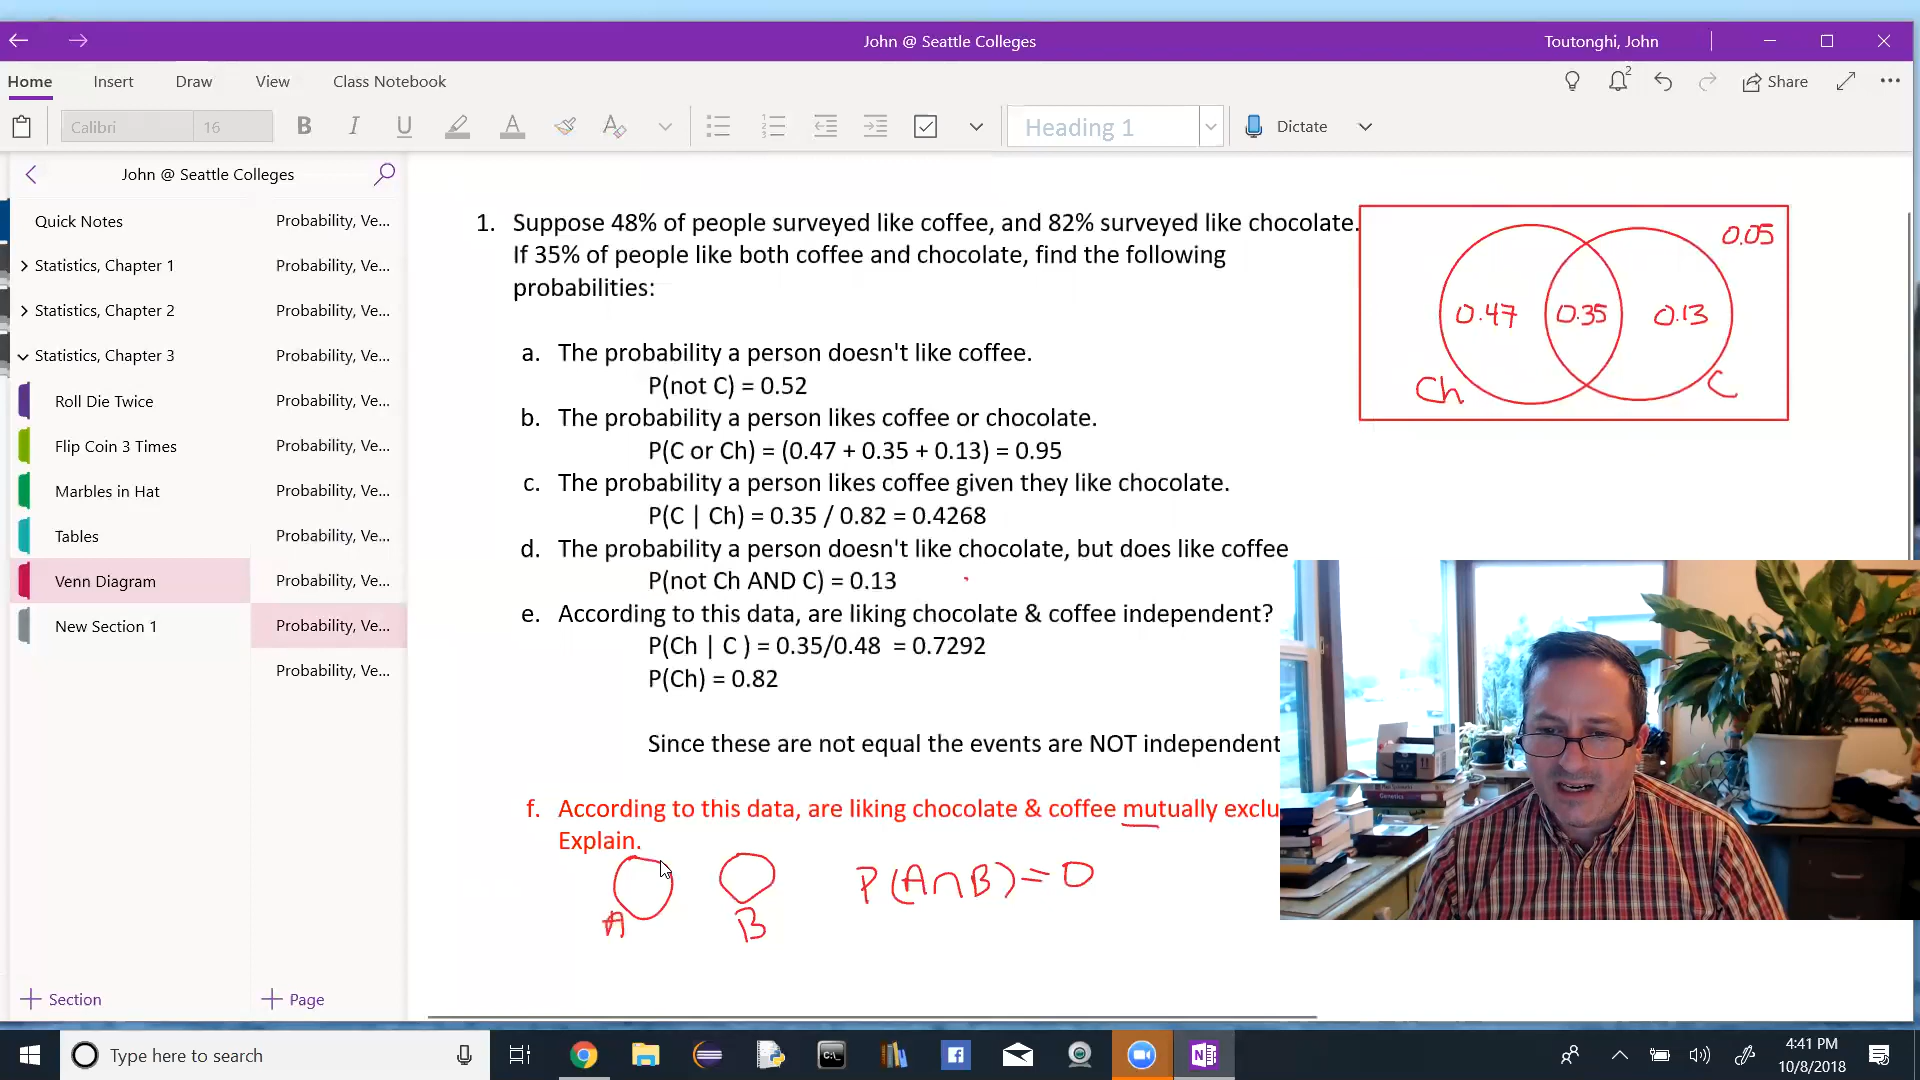 John @ Seattle Colleges
Toutonghi, John
Home Insert Draw View Class Notebook
2
Share
Calibri 16 B I U A A Heading 1 Dictate
John @ Seattle Colleges
Quick Notes
Statistics, Chapter 1
Statistics, Chapter 2
Statistics, Chapter 3
Roll Die Twice
Flip Coin 3 Times
Marbles in Hat
Tables
Venn Diagram
New Section 1
Section
Probability, Ve...
Probability, Ve...
Probability, Ve...
Probability, Ve...
Probability, Ve...
Probability, Ve...
Probability, Ve...
Probability, Ve...
Probability, Ve...
Probability, Ve...
Probability, Ve...
Page
1. Suppose 48% of people surveyed like coffee, and 82% surveyed like chocolate.
If 35% of people like both coffee and chocolate, find the following
probabilities:
a. The probability a person doesn't like coffee.
P(not C) = 0.52
b. The probability a person likes coffee or chocolate.
P(C or Ch) = (0.47 + 0.35 + 0.13) = 0.95
c. The probability a person likes coffee given they like chocolate.
P(C | Ch) = 0.35 / 0.82 = 0.4268
d. The probability a person doesn't like chocolate, but does like coffee
P(not Ch AND C) = 0.13
e. According to this data, are liking chocolate & coffee independent?
P(Ch | C ) = 0.35/0.48 = 0.7292
P(Ch) = 0.82
Since these are not equal the events are NOT independent
f. According to this data, are liking chocolate & coffee mutually exclu
Explain.
A B P(A∩B) = 0
0.05
0.47 0.35 0.13
Ch C
Genetics
BONNARD
Type here to search
4:41 PM
10/8/2018